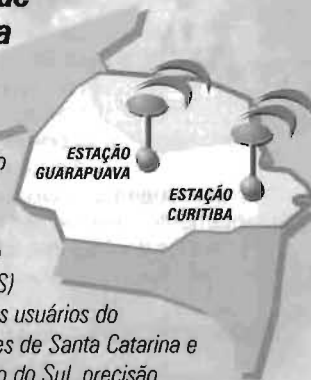 a
ESTAÇÃO
GUARAPUAVA
ESTAÇÃO
CURITIBA
o
S)
s usuários do
es de Santa Catarina e
o do Sul, precisão